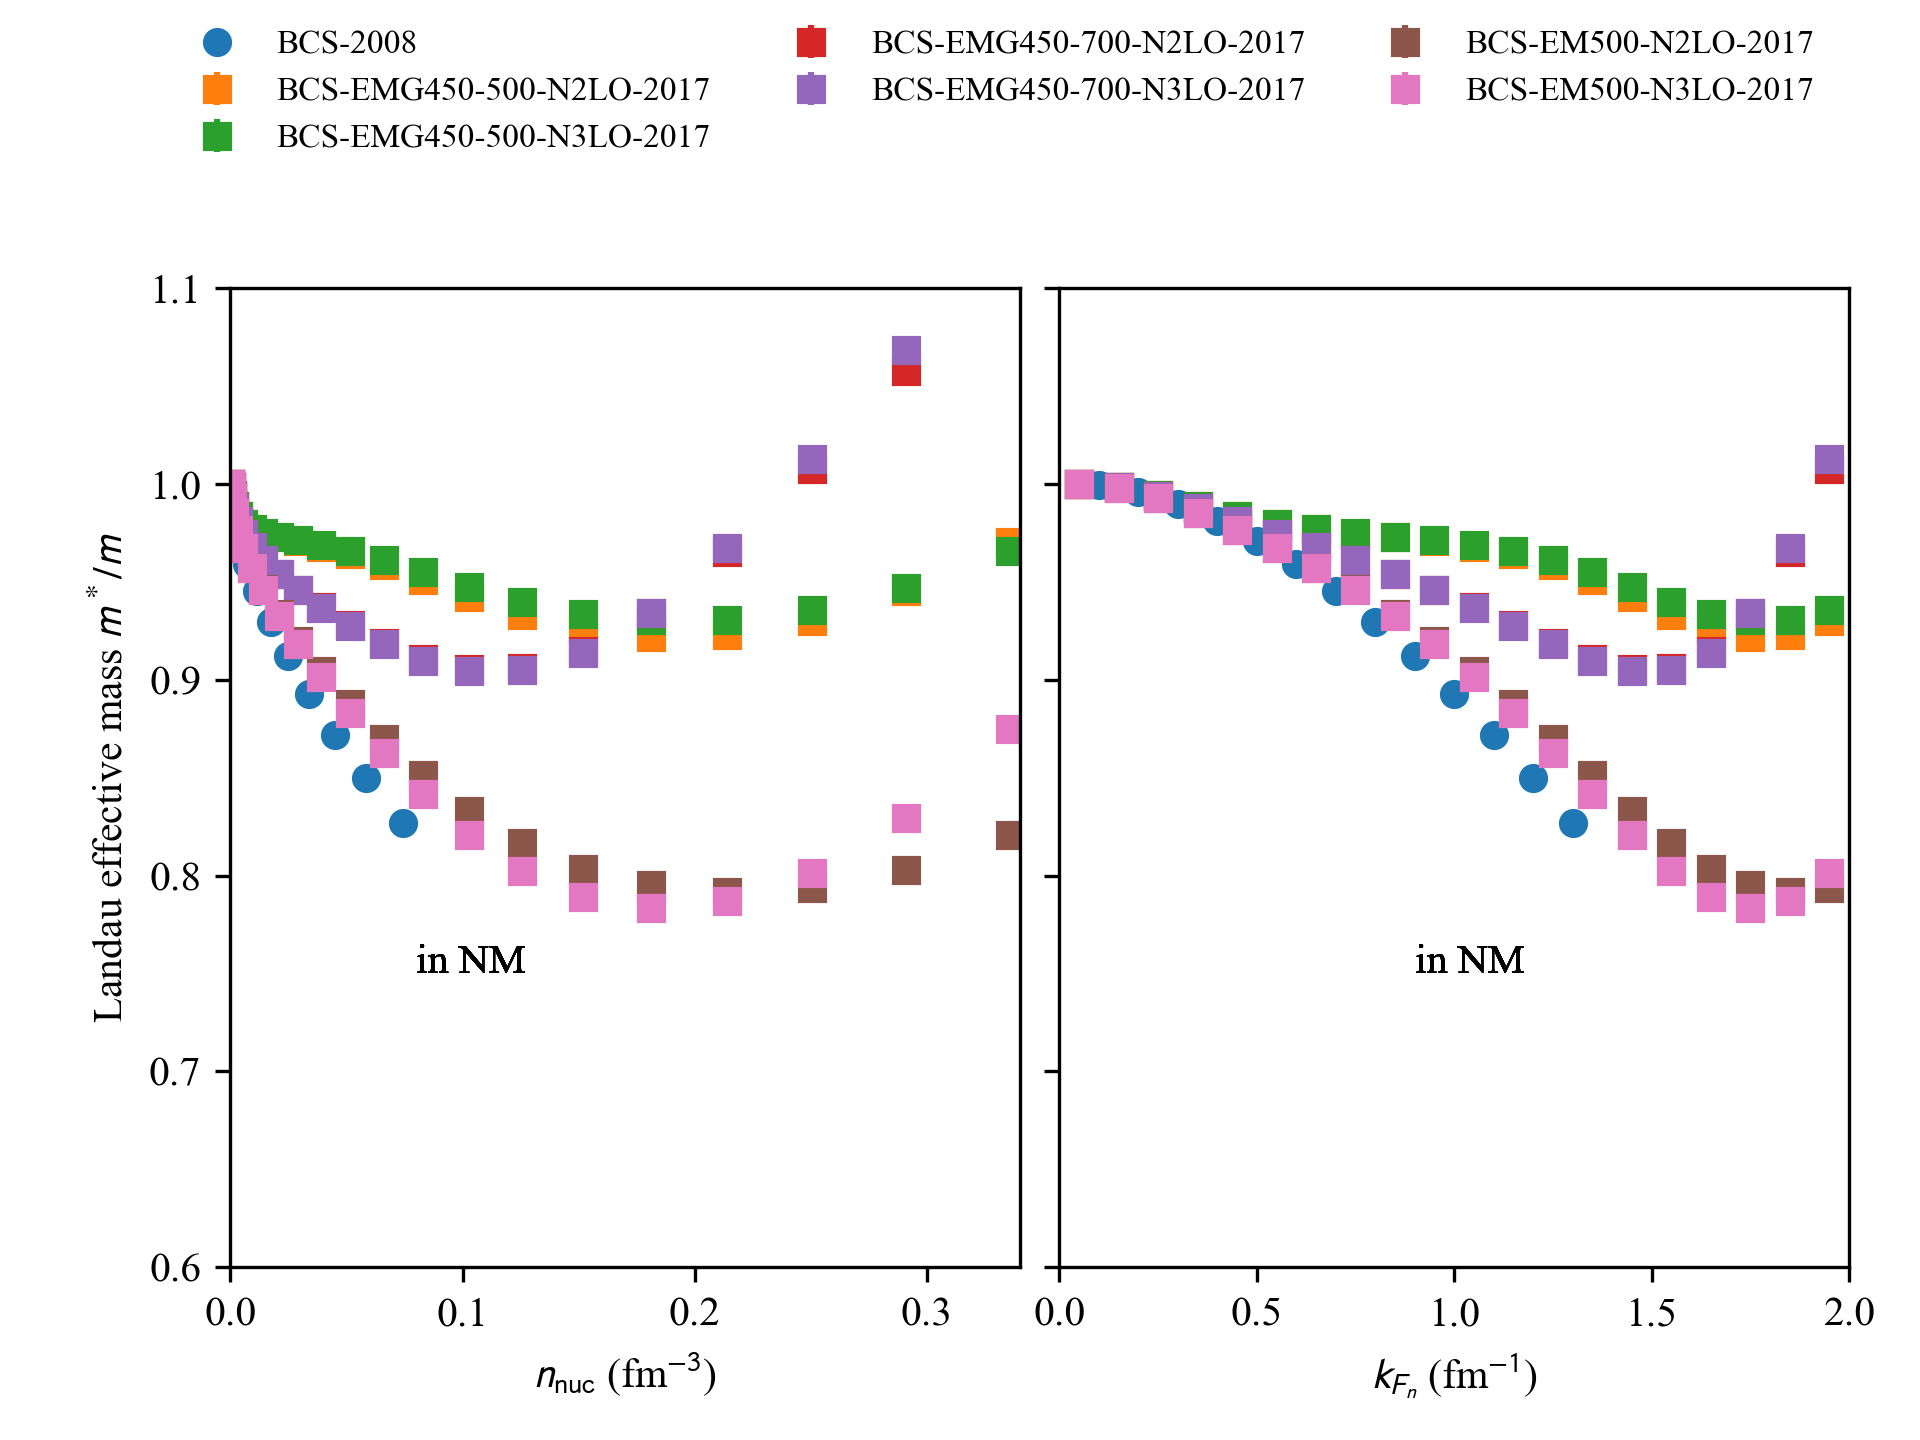 BCS-2008
BCS-EMG450-500-N2LO-2017
BCS-EMG450-500-N3LO-2017
BCS-EMG450-700-N2LO-2017
BCS-EMG450-700-N3LO-2017
BCS-EM500-N2LO-2017
BCS-EM500-N3LO-2017
Landau effective mass m*/m
1.1
1.0
0.9
0.8
0.7
0.6
in NM
0.0 0.1 0.2 0.3
n_nuc (fm⁻³)
in NM
0.0 0.5 1.0 1.5 2.0
k_{F_n} (fm⁻¹)